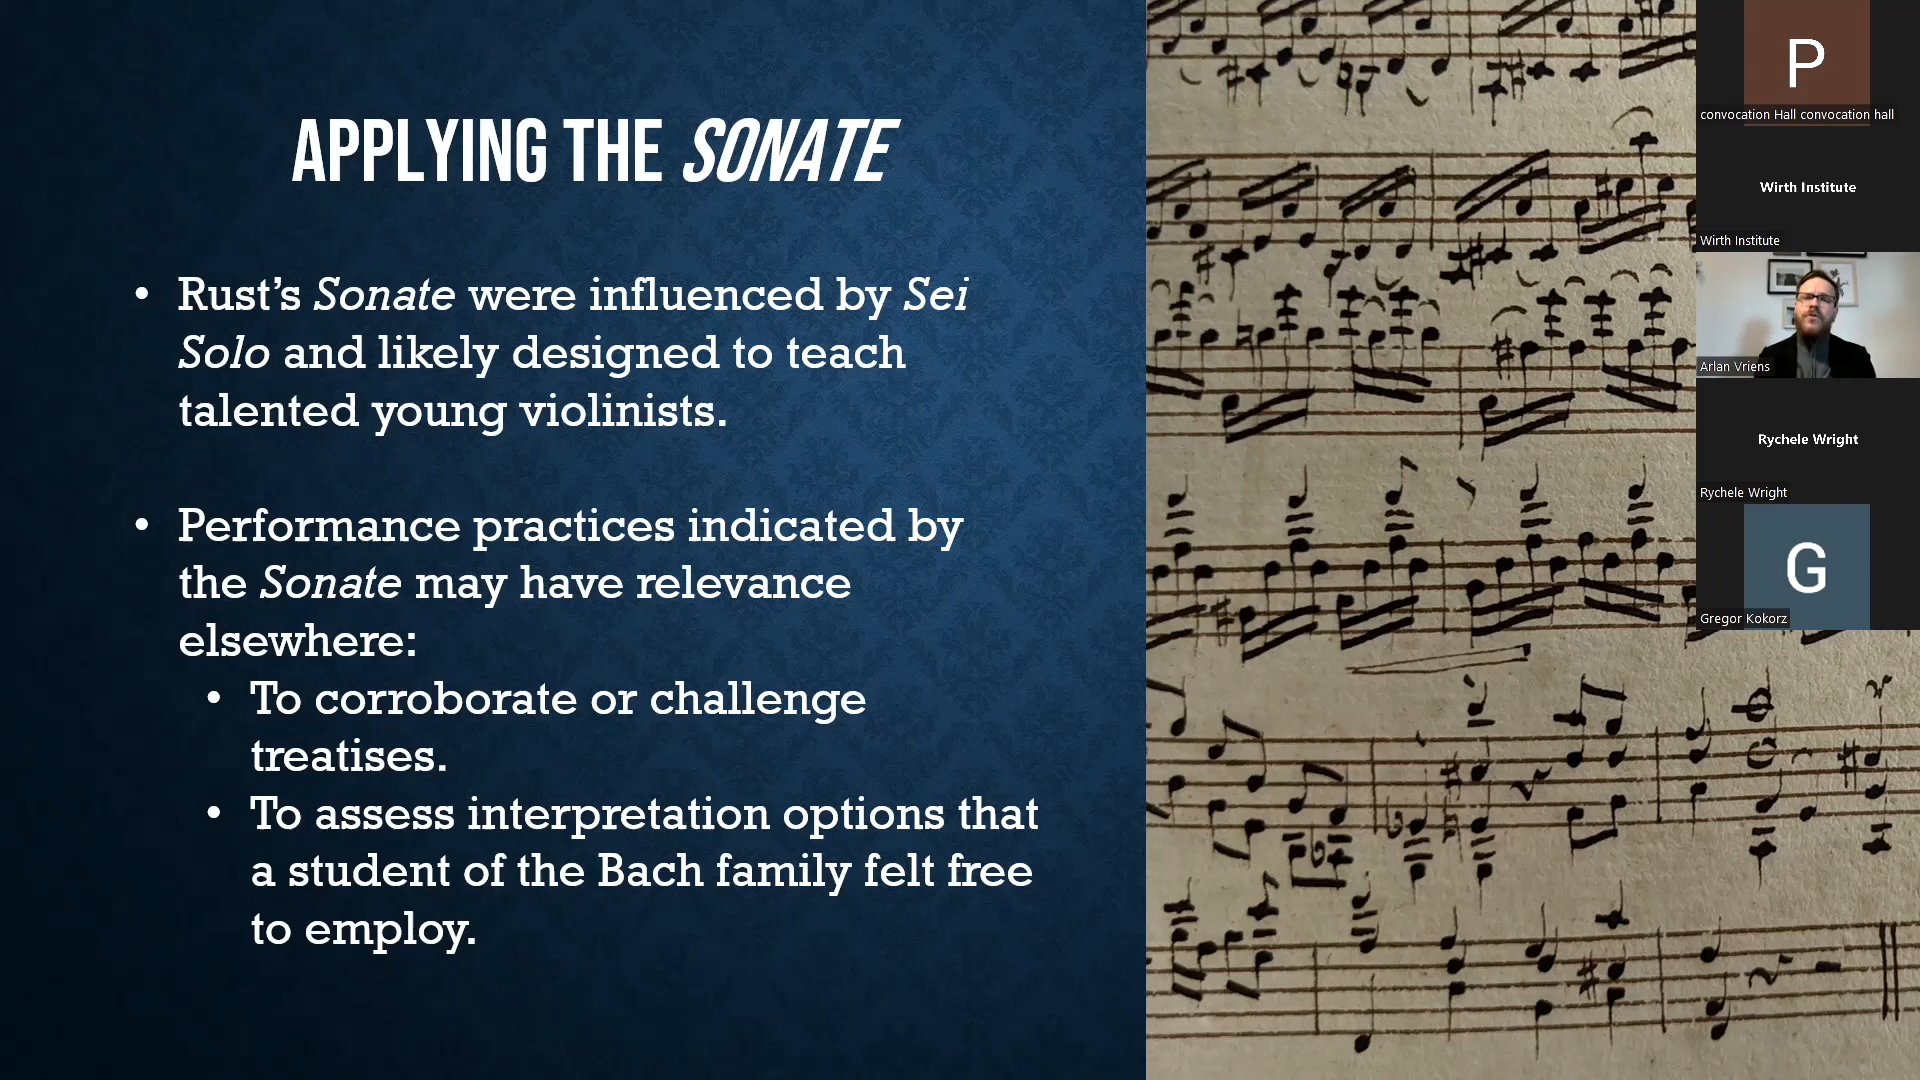 APPLYING THE SONATE
• Rust's Sonate were influenced by Sei
Solo and likely designed to teach
talented young violinists.
• Performance practices indicated by
the Sonate may have relevance
elsewhere:
• To corroborate or challenge
treatises.
• To assess interpretation options that
a student of the Bach family felt free
to employ.
P
convocation Hall convocation hall
Wirth Institute
Wirth Institute
Arlan Vriens
Rychele Wright
Rychele Wright
G
Gregor Kokorz